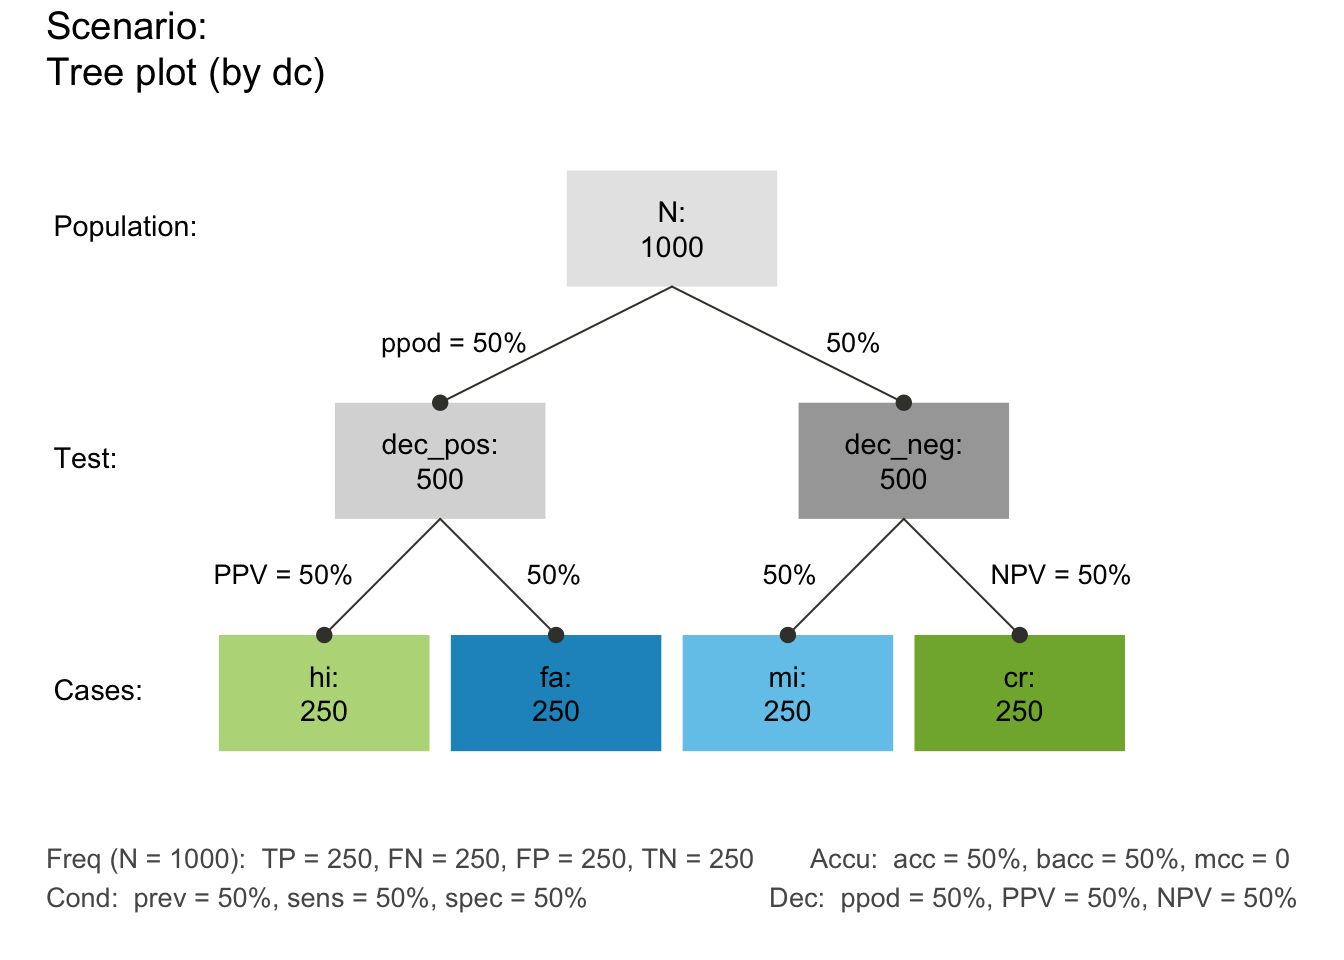 Scenario:
Tree plot (by dc)
Population:
N:
1000
ppod = 50%
50%
Test:
dec_pos:
500
dec_neg:
500
PPV = 50%
50%
50%
NPV = 50%
Cases:
hi:
250
fa:
250
mi:
250
cr:
250
Freq (N = 1000):  TP = 250, FN = 250, FP = 250, TN = 250
Accu:  acc = 50%, bacc = 50%, mcc = 0
Cond:  prev = 50%, sens = 50%, spec = 50%
Dec:  ppod = 50%, PPV = 50%, NPV = 50%